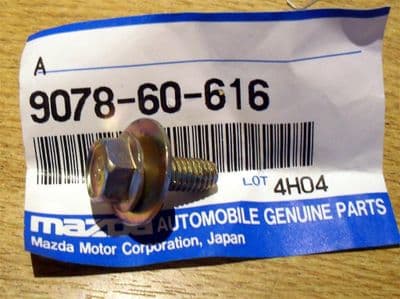 A
9078-60-616
LOT 4H04
mazda AUTOMOBILE GENUINE PARTS
Mazda Motor Corporation, Japan